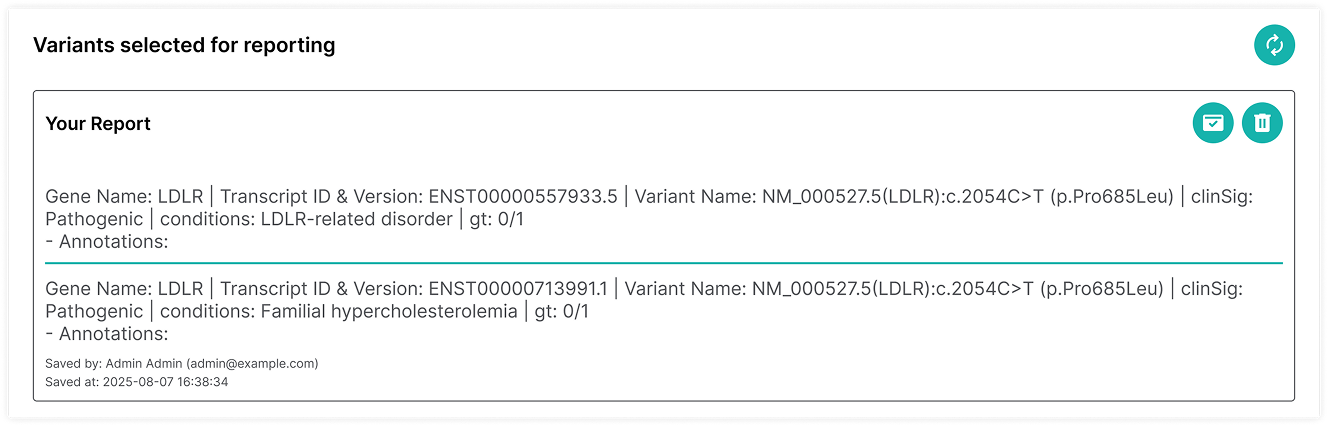 Variants selected for reporting
Your Report
Gene Name: LDLR | Transcript ID & Version: ENST00000557933.5 | Variant Name: NM_000527.5(LDLR):c.2054C>T (p.Pro685Leu) | clinSig:
Pathogenic | conditions: LDLR-related disorder | gt: 0/1
- Annotations:
Gene Name: LDLR | Transcript ID & Version: ENST00000713991.1 | Variant Name: NM_000527.5(LDLR):c.2054C>T (p.Pro685Leu) | clinSig:
Pathogenic | conditions: Familial hypercholesterolemia | gt: 0/1
- Annotations:
Saved by: Admin Admin (admin@example.com)
Saved at: 2025-08-07 16:38:34